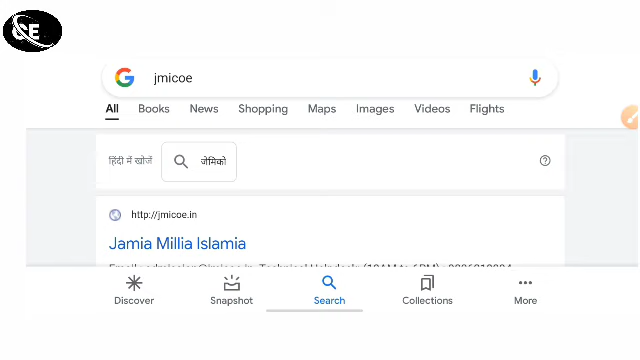 CE
jmicoe
All Books News Shopping Maps Images Videos Flights
हिंदी में खोजें जेमिको
http://jmicoe.in
Jamia Millia Islamia
Discover Snapshot Search Collections More